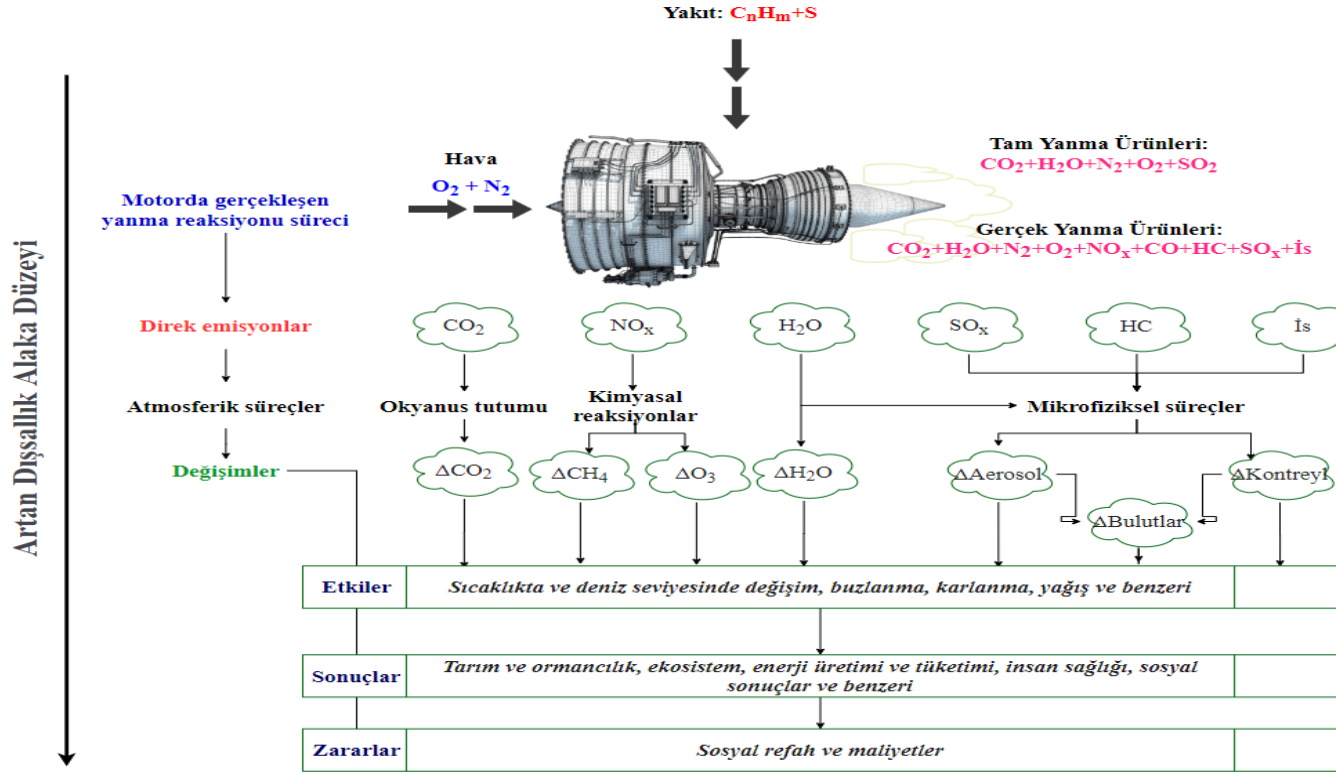 Yakıt: CₙHₘ+S
Hava
O₂ + N₂
Tam Yanma Ürünleri:
CO₂+H₂O+N₂+O₂+SO₂
Motorda gerçekleşen
yanma reaksiyonu süreci
Gerçek Yanma Ürünleri:
CO₂+H₂O+N₂+O₂+NOₓ+CO+HC+SOₓ+İs
Artan Dışsallık Alaka Düzeyi
Direk emisyonlar
CO₂
NOₓ
H₂O
SOₓ
HC
İs
Atmosferik süreçler
Okyanus tutumu
Kimyasal
reaksiyonlar
Mikrofiziksel süreçler
Değişimler
ΔCO₂
ΔCH₄
ΔO₃
ΔH₂O
ΔAerosol
ΔKontreyl
ΔBulutlar
Etkiler
Sıcaklıkta ve deniz seviyesinde değişim, buzlanma, karlanma, yağış ve benzeri
Sonuçlar
Tarım ve ormancılık, ekosistem, enerji üretimi ve tüketimi, insan sağlığı, sosyal
sonuçlar ve benzeri
Zararlar
Sosyal refah ve maliyetler